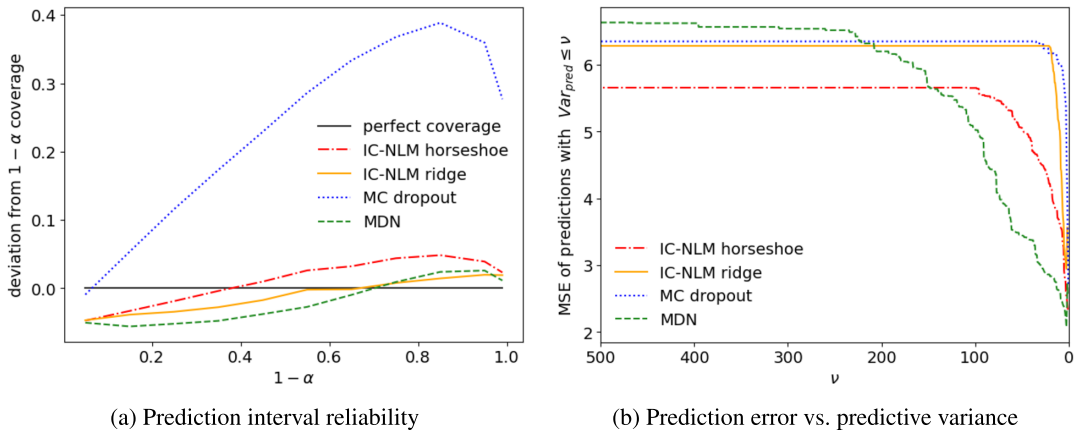 0.4
0.3
0.2
0.1
0.0
deviation from 1 − α coverage
perfect coverage
IC-NLM horseshoe
IC-NLM ridge
MC dropout
MDN
0.2 0.4 0.6 0.8 1.0
1 − α
(a) Prediction interval reliability
6
5
4
3
2
MSE of predictions with Var_pred ≤ ν
IC-NLM horseshoe
IC-NLM ridge
MC dropout
MDN
500 400 300 200 100 0
ν
(b) Prediction error vs. predictive variance